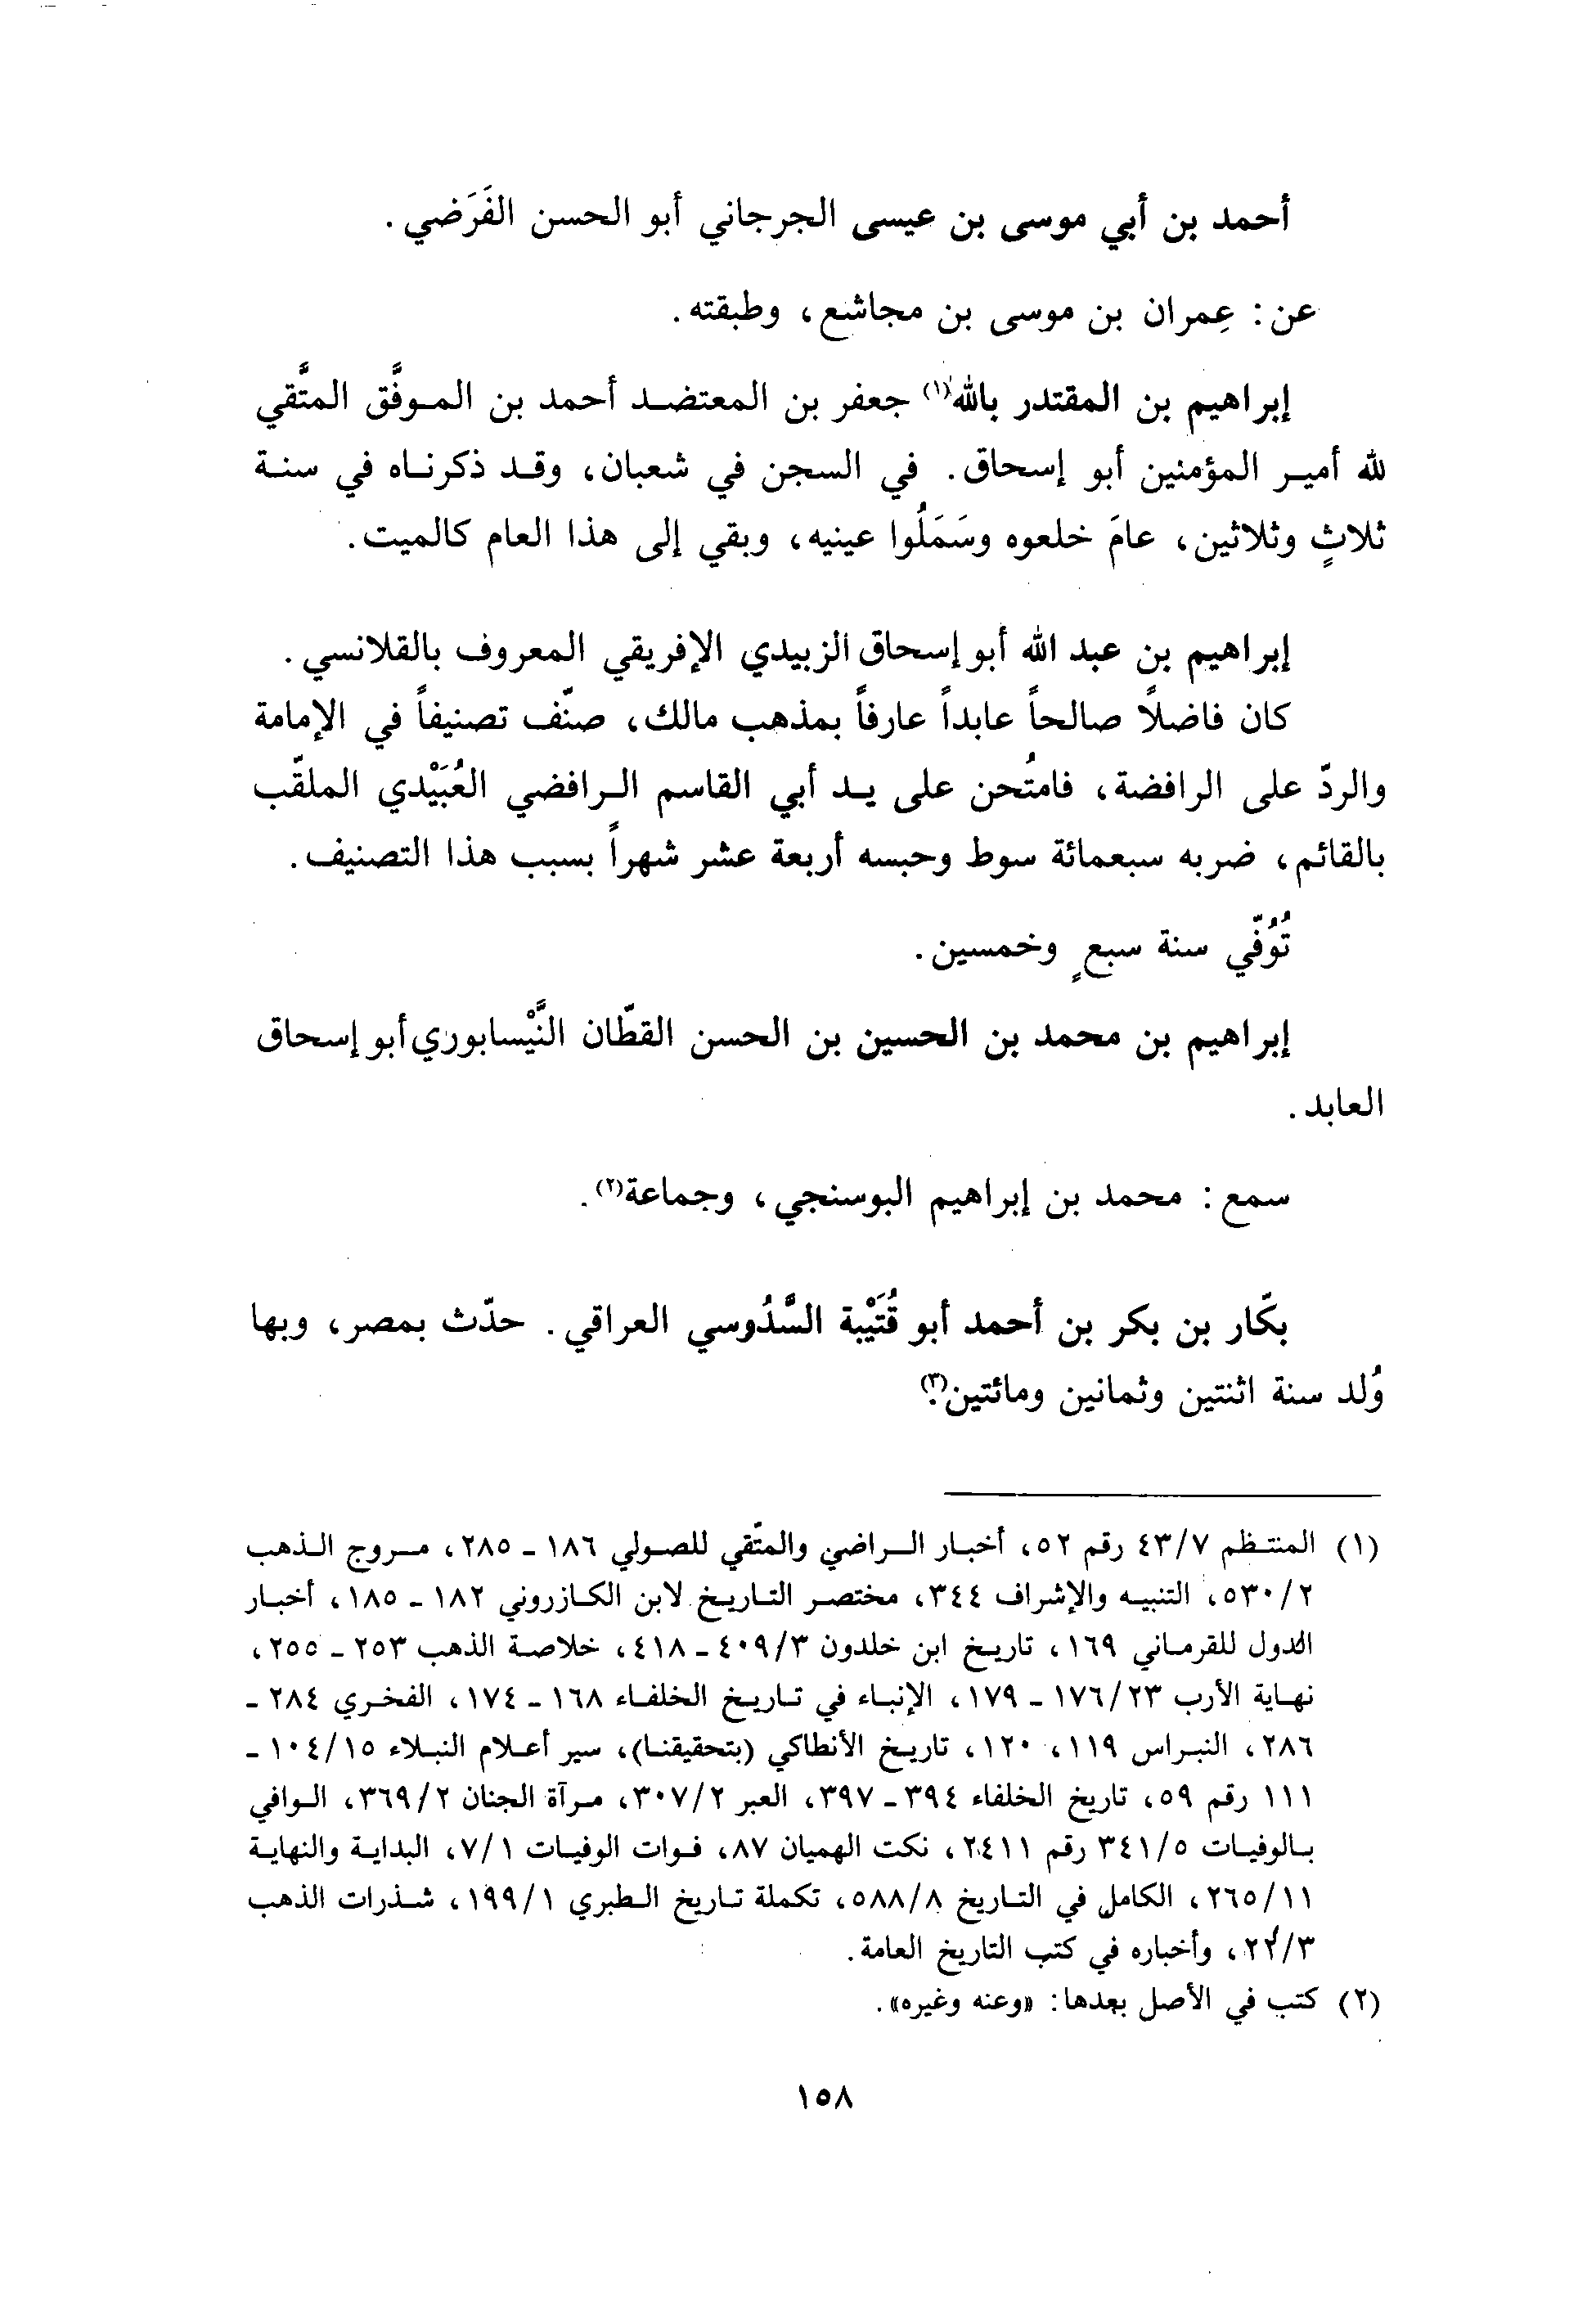 أحمد بن أبي موسى بن عيسى الجرجاني أبو الحسن الفَرَضي.
عن: عِمران بن موسى بن مجاشع، وطبقته.
إبراهيم بن المقتدر بالله(١) جعفر بن المعتضد أحمد بن الموفَّق المتَّقي
لله أمير المؤمنين أبو إسحاق. في السجن في شعبان، وقد ذكرناه في سنة
ثلاثٍ وثلاثين، عامَ خلعوه وسَمَلُوا عينيه، وبقي إلى هذا العام كالميت.
إبراهيم بن عبد الله أبو إسحاق الزبيدي الإفريقي المعروف بالقلانسي.
كان فاضلاً صالحاً عابداً عارفاً بمذهب مالك، صنّف تصنيفاً في الإمامة
والردّ على الرافضة، فامتُحن على يد أبي القاسم الرافضي العُبَيْدي الملقّب
بالقائم، ضربه سبعمائة سوط وحبسه أربعة عشر شهراً بسبب هذا التصنيف.
تُوُفّي سنة سبعٍ وخمسين.
إبراهيم بن محمد بن الحسين بن الحسن القطّان النَّيْسابوري أبو إسحاق
العابد.
سمع: محمد بن إبراهيم البوسنجي، وجماعة(٢).
بكّار بن بكر بن أحمد أبو قُتَيْبة السَّدُوسي العراقي. حدّث بمصر، وبها
وُلد سنة اثنتين وثمانين ومائتين(٣).
(١) المنتظم ٤٣/٧ رقم ٥٢، أخبار الراضي والمتّقي للصولي ١٨٦ - ٢٨٥، مروج الذهب
٥٣٠/٢، التنبيه والإشراف ٣٤٤، مختصر التاريخ لابن الكازروني ١٨٢ - ١٨٥، أخبار
الدول للقرماني ١٦٩، تاريخ ابن خلدون ٤٠٩/٣ - ٤١٨، خلاصة الذهب ٢٥٣ - ٢٥٥،
نهاية الأرب ١٧٦/٢٣ - ١٧٩، الإنباء في تاريخ الخلفاء ١٦٨ - ١٧٤، الفخري ٢٨٤ -
٢٨٦، النبراس ١١٩، ١٢٠، تاريخ الأنطاكي (بتحقيقنا)، سير أعلام النبلاء ١٠٤/١٥ -
١١١ رقم ٥٩، تاريخ الخلفاء ٣٩٤ - ٣٩٧، العبر ٣٠٧/٢، مرآة الجنان ٣٦٩/٢، الوافي
بالوفيات ٣٤١/٥ رقم ٢٤١١، نكت الهميان ٨٧، فوات الوفيات ٧/١، البداية والنهاية
٢٦٥/١١، الكامل في التاريخ ٥٨٨/٨، تكملة تاريخ الطبري ١٩٩/١، شذرات الذهب
٢٢/٣، وأخباره في كتب التاريخ العامة.
(٢) كتب في الأصل بعدها: «وعنه وغيره».
١٥٨